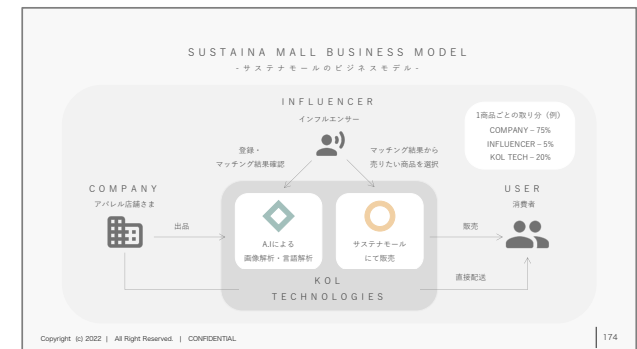 SUSTAINA MALL BUSINESS MODEL
-サステナモールのビジネスモデル-
INFLUENCER
インフルエンサー
1商品ごとの取り分（例）
COMPANY – 75%
INFLUENCER – 5%
KOL TECH – 20%
登録・
マッチング結果確認
マッチング結果から
売りたい商品を選択
COMPANY
アパレル店舗さま
出品
A.Iによる
画像解析・言語解析
サステナモール
にて販売
KOL
TECHNOLOGIES
販売
直接配送
USER
消費者
Copyright (c) 2022 | All Right Reserved. | CONFIDENTIAL
174